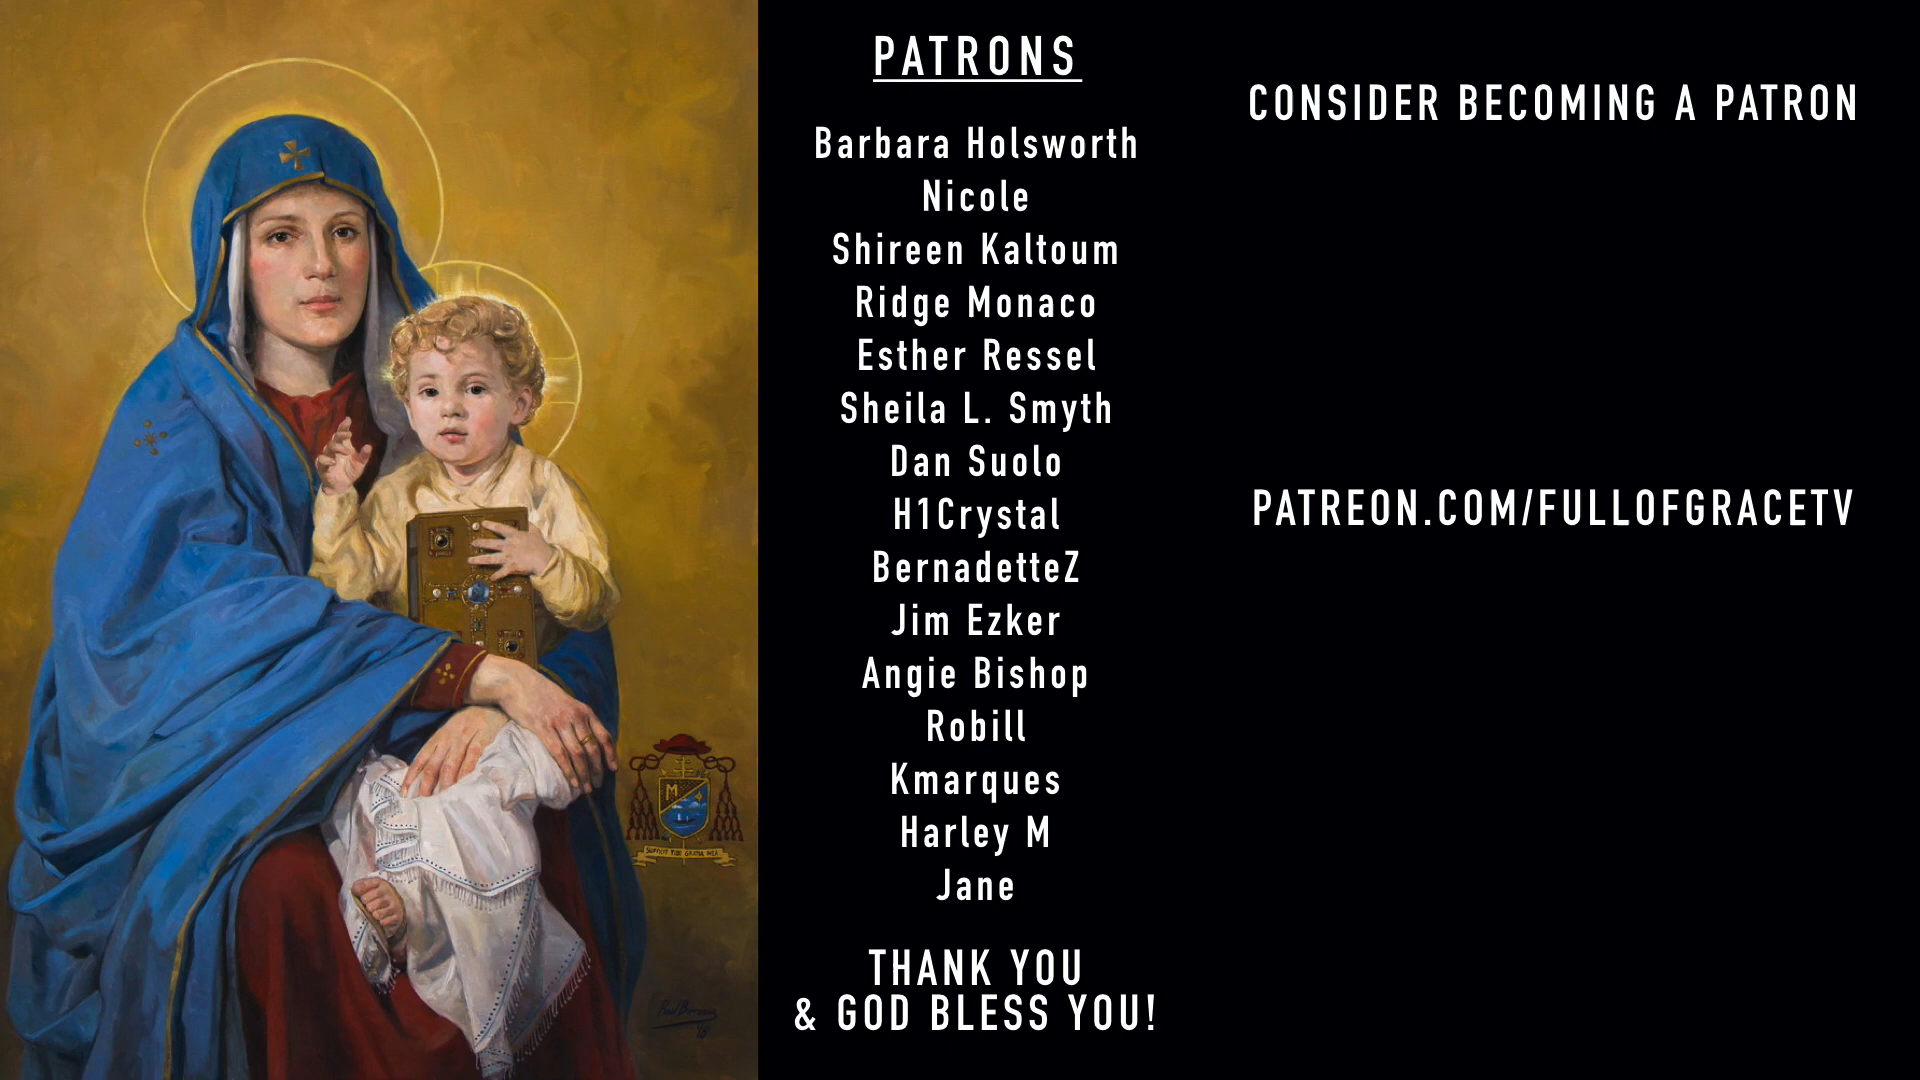 PATRONS
Barbara Holsworth
Nicole
Shireen Kaltoum
Ridge Monaco
Esther Ressel
Sheila L. Smyth
Dan Suolo
H1Crystal
BernadetteZ
Jim Ezker
Angie Bishop
Robill
Kmarques
Harley M
Jane
THANK YOU
& GOD BLESS YOU!
CONSIDER BECOMING A PATRON
PATREON.COM/FULLOFGRACETV
M